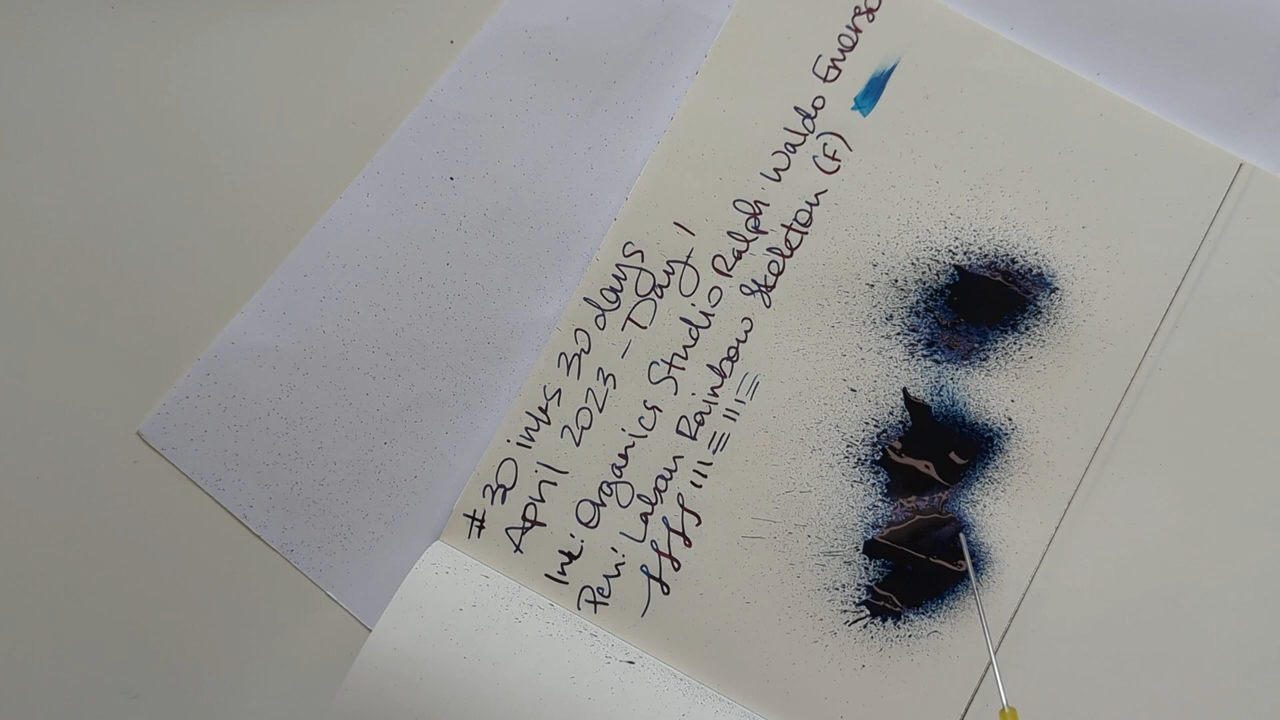 #30 inks 30 days
April 2023 - Day 1
Ink: Organics Studio Ralph Waldo Emerso
Pen: Laban Rainbow Skeleton (F)